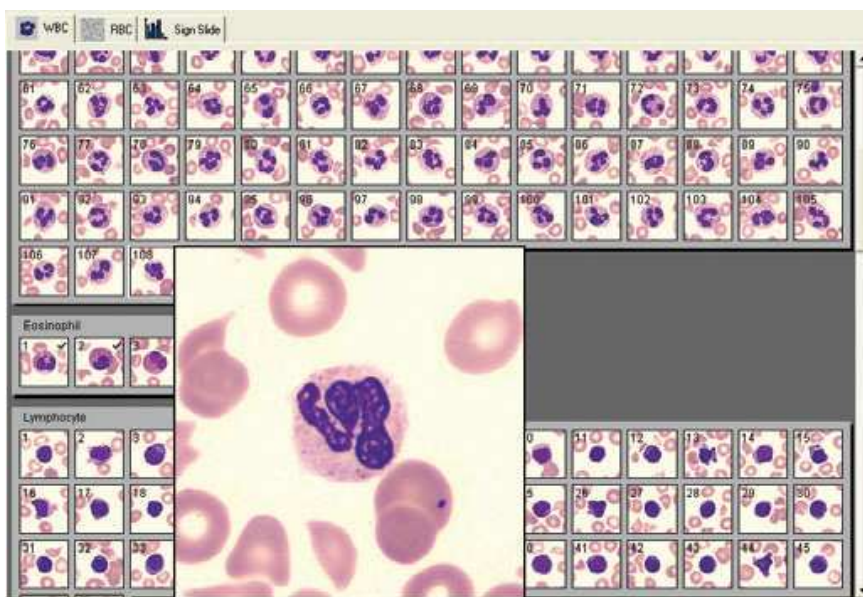 WBC RBC Sign Slide
61 62 63 64 65 66 67 68 69 70 71 72 73 74 75
76 77 78 79 80 81 82 83 84 85 86 87 88 89 90
91 92 93 94 95 96 97 98 99 100 101 102 103 104 105
106 107 108
Eosinophil
1 2 3
Lymphocyte
1 2 3 11 12 13 14 15
16 17 18 26 27 28 29 30
31 32 33 41 42 43 44 45